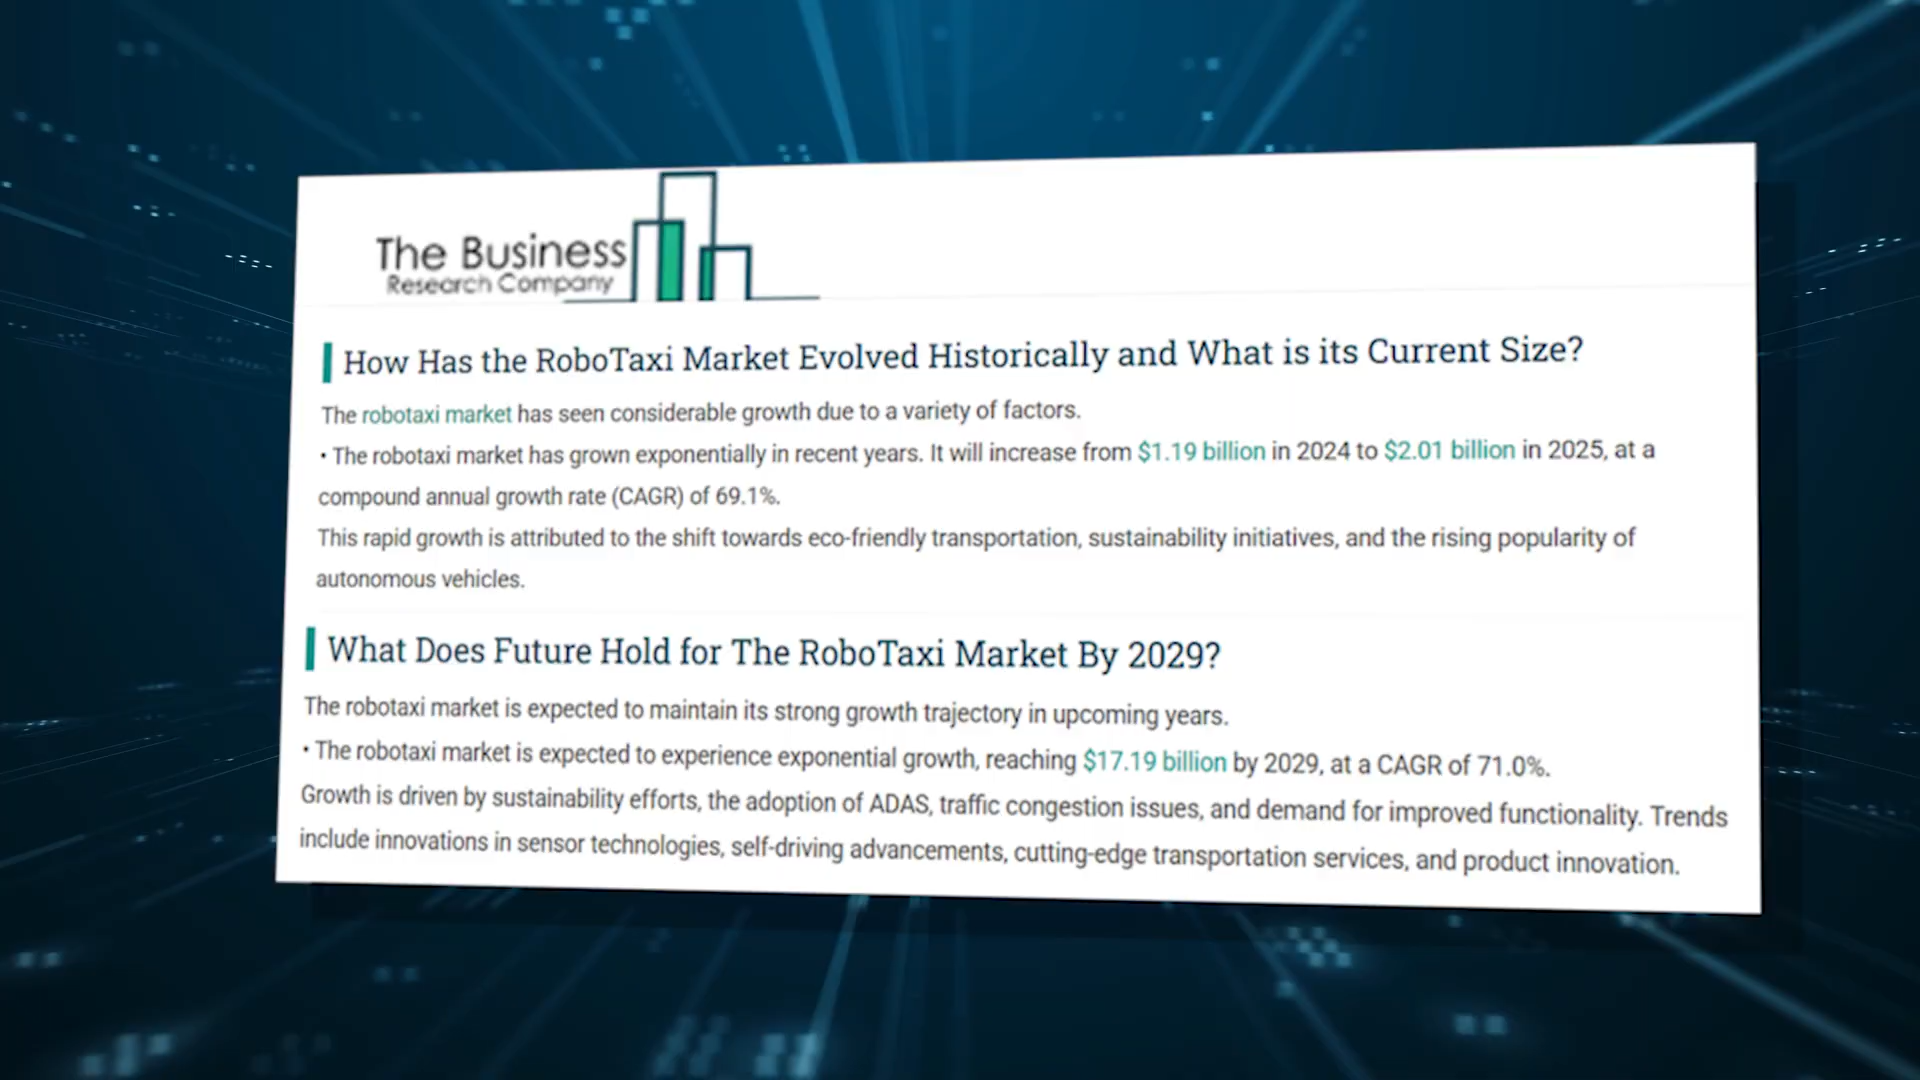 The Business
Research Company
How Has the RoboTaxi Market Evolved Historically and What is its Current Size?
The robotaxi market has seen considerable growth due to a variety of factors.
• The robotaxi market has grown exponentially in recent years. It will increase from $1.19 billion in 2024 to $2.01 billion in 2025, at a
compound annual growth rate (CAGR) of 69.1%.
This rapid growth is attributed to the shift towards eco-friendly transportation, sustainability initiatives, and the rising popularity of
autonomous vehicles.
What Does Future Hold for The RoboTaxi Market By 2029?
The robotaxi market is expected to maintain its strong growth trajectory in upcoming years.
• The robotaxi market is expected to experience exponential growth, reaching $17.19 billion by 2029, at a CAGR of 71.0%.
Growth is driven by sustainability efforts, the adoption of ADAS, traffic congestion issues, and demand for improved functionality. Trends
include innovations in sensor technologies, self-driving advancements, cutting-edge transportation services, and product innovation.